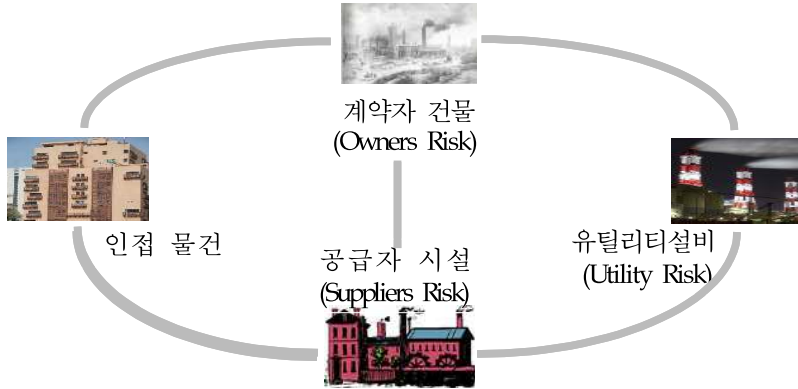 계약자 건물
(Owners Risk)
인접 물건
유틸리티설비
(Utility Risk)
공급자 시설
(Suppliers Risk)